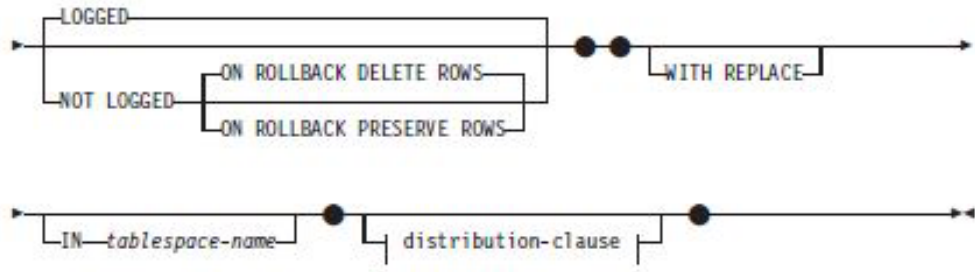 LOGGED
ON ROLLBACK DELETE ROWS
WITH REPLACE
NOT LOGGED
ON ROLLBACK PRESERVE ROWS
IN tablespace-name
distribution-clause